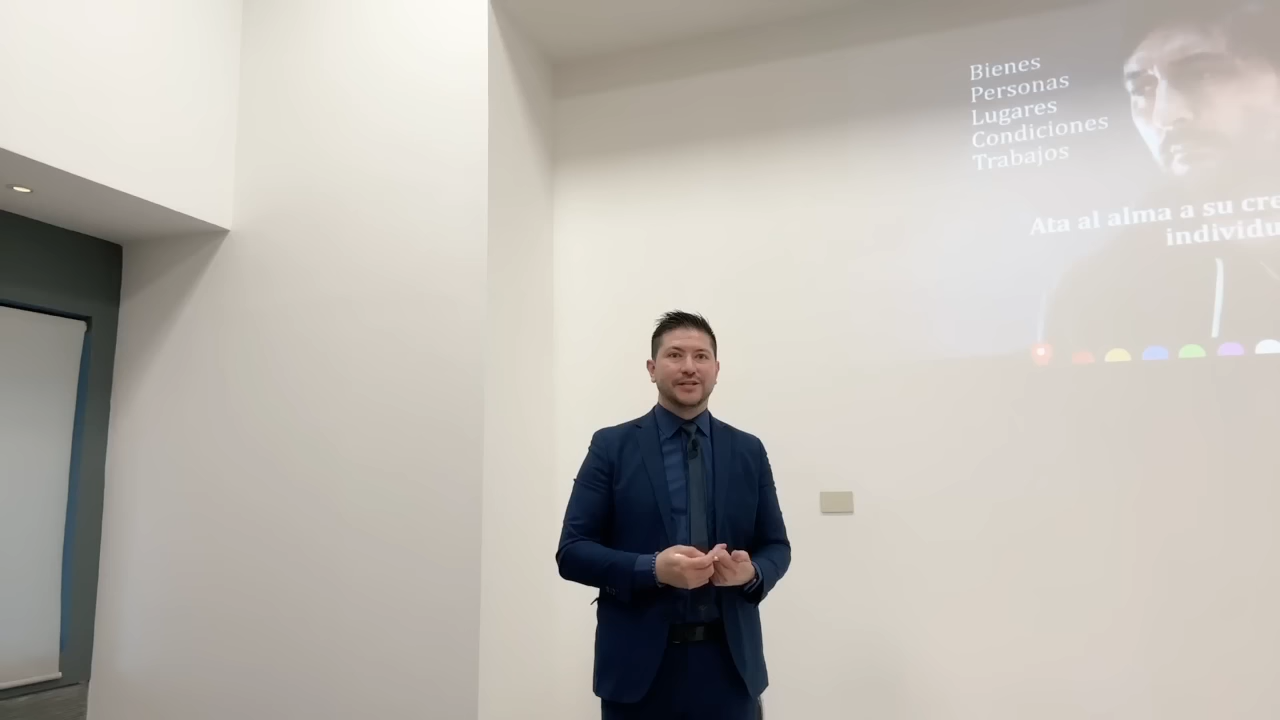 Bienes
Personas
Lugares
Condiciones
Trabajos
Ata al alma a su cre
individu